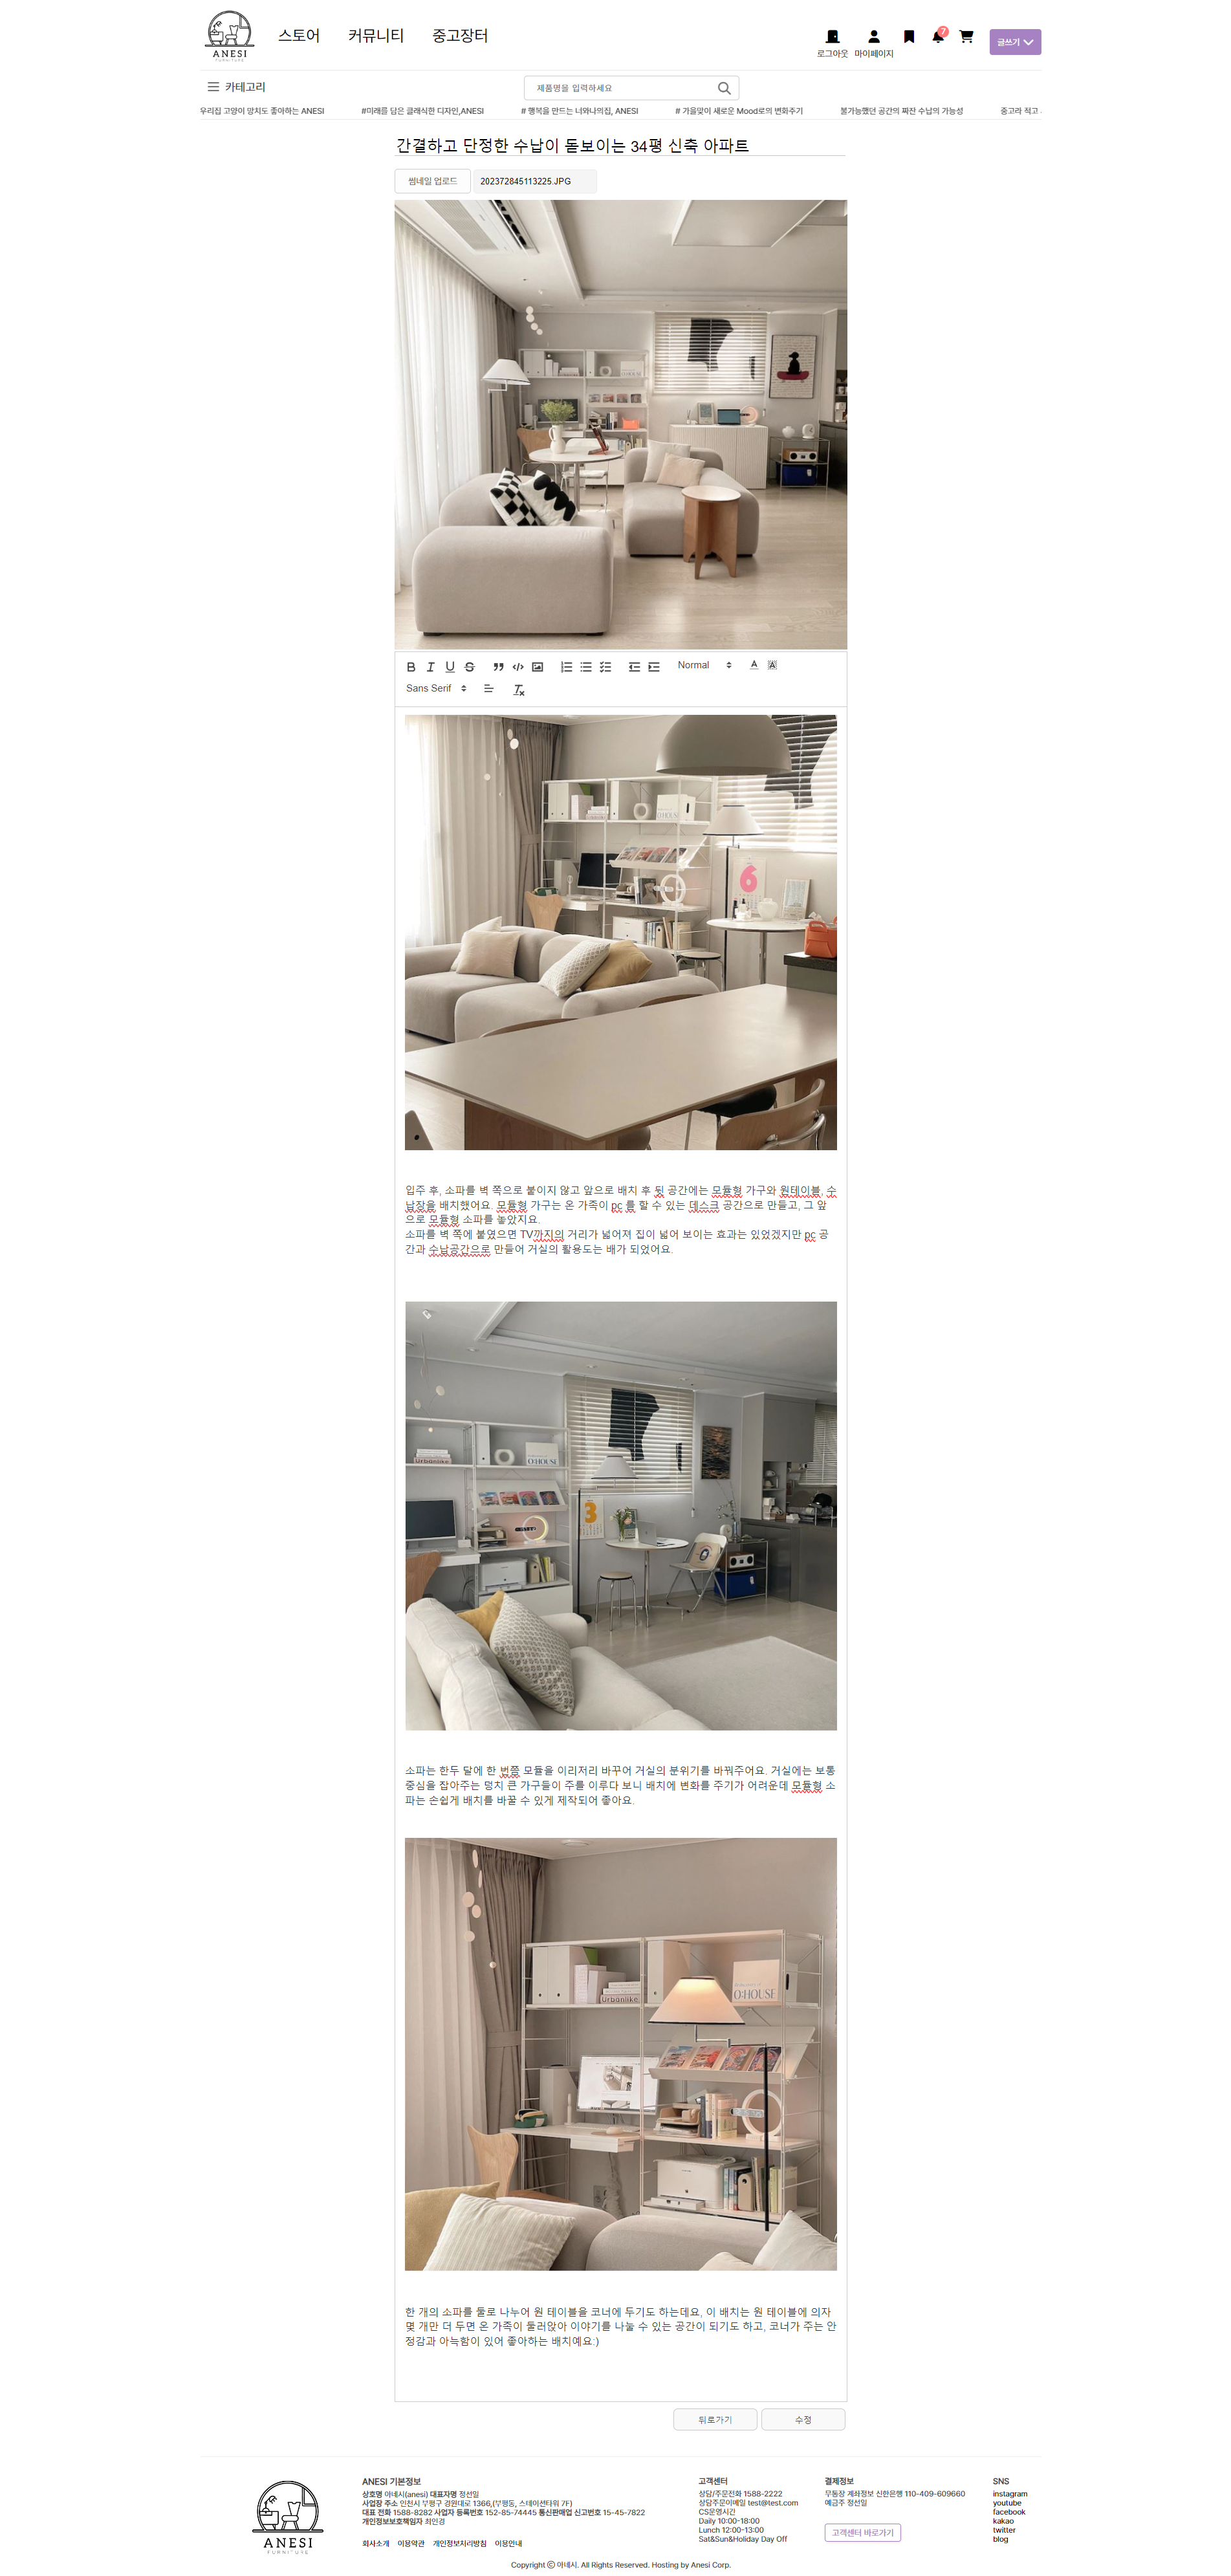 ANESI
FURNITURE
스토어 커뮤니티 중고장터
7
로그아웃 마이페이지
글쓰기
카테고리
제품명을 입력하세요
우리집 고양이 망치도 좋아하는 ANESI #미래를 담은 클래식한 디자인,ANESI # 행복을 만드는 너와나의집, ANESI # 가을맞이 새로운 Mood로의 변화주기 불가능했던 공간의 짜잔 수납의 가능성 중고라 적고
간결하고 단정한 수납이 돋보이는 34평 신축 아파트
썸네일 업로드 202372845113225.JPG
Normal
Sans Serif
O:HOUSE
6
입주 후, 소파를 벽 쪽으로 붙이지 않고 앞으로 배치 후 뒷 공간에는 모듈형 가구와 원테이블, 수
납장을 배치했어요. 모듈형 가구는 온 가족이 pc 를 할 수 있는 데스크 공간으로 만들고, 그 앞
으로 모듈형 소파를 놓았지요.
소파를 벽 쪽에 붙였으면 TV까지의 거리가 넓어져 집이 넓어 보이는 효과는 있었겠지만 pc 공
간과 수납공간으로 만들어 거실의 활용도는 배가 되었어요.
Urbanlike
O:HOUSE
3
소파는 한두 달에 한 번쯤 모듈을 이리저리 바꾸어 거실의 분위기를 바꿔주어요. 거실에는 보통
중심을 잡아주는 덩치 큰 가구들이 주를 이루다 보니 배치에 변화를 주기가 어려운데 모듈형 소
파는 손쉽게 배치를 바꿀 수 있게 제작되어 좋아요.
Urbanlike
O:HOUSE
한 개의 소파를 둘로 나누어 원 테이블을 코너에 두기도 하는데요, 이 배치는 원 테이블에 의자
몇 개만 더 두면 온 가족이 둘러앉아 이야기를 나눌 수 있는 공간이 되기도 하고, 코너가 주는 안
정감과 아늑함이 있어 좋아하는 배치예요:)
뒤로가기 수정
ANESI
FURNITURE
ANESI 기본정보
상호명 아네시(anesi) 대표자명 정선일
사업장 주소 인천시 부평구 경원대로 1366,(부평동, 스테이션타워 7F)
대표 전화 1588-8282 사업자 등록번호 152-85-74445 통신판매업 신고번호 15-45-7822
개인정보보호책임자 최인경
회사소개 이용약관 개인정보처리방침 이용안내
고객센터
상담/주문전화 1588-2222
상담주문이메일 test@test.com
CS운영시간
Daily 10:00-18:00
Lunch 12:00-13:00
Sat&Sun&Holiday Day Off
결제정보
무통장 계좌정보 신한은행 110-409-609660
예금주 정선일
고객센터 바로가기
SNS
instagram
youtube
facebook
kakao
twitter
blog
Copyright ⓒ 아네시. All Rights Reserved. Hosting by Anesi Corp.